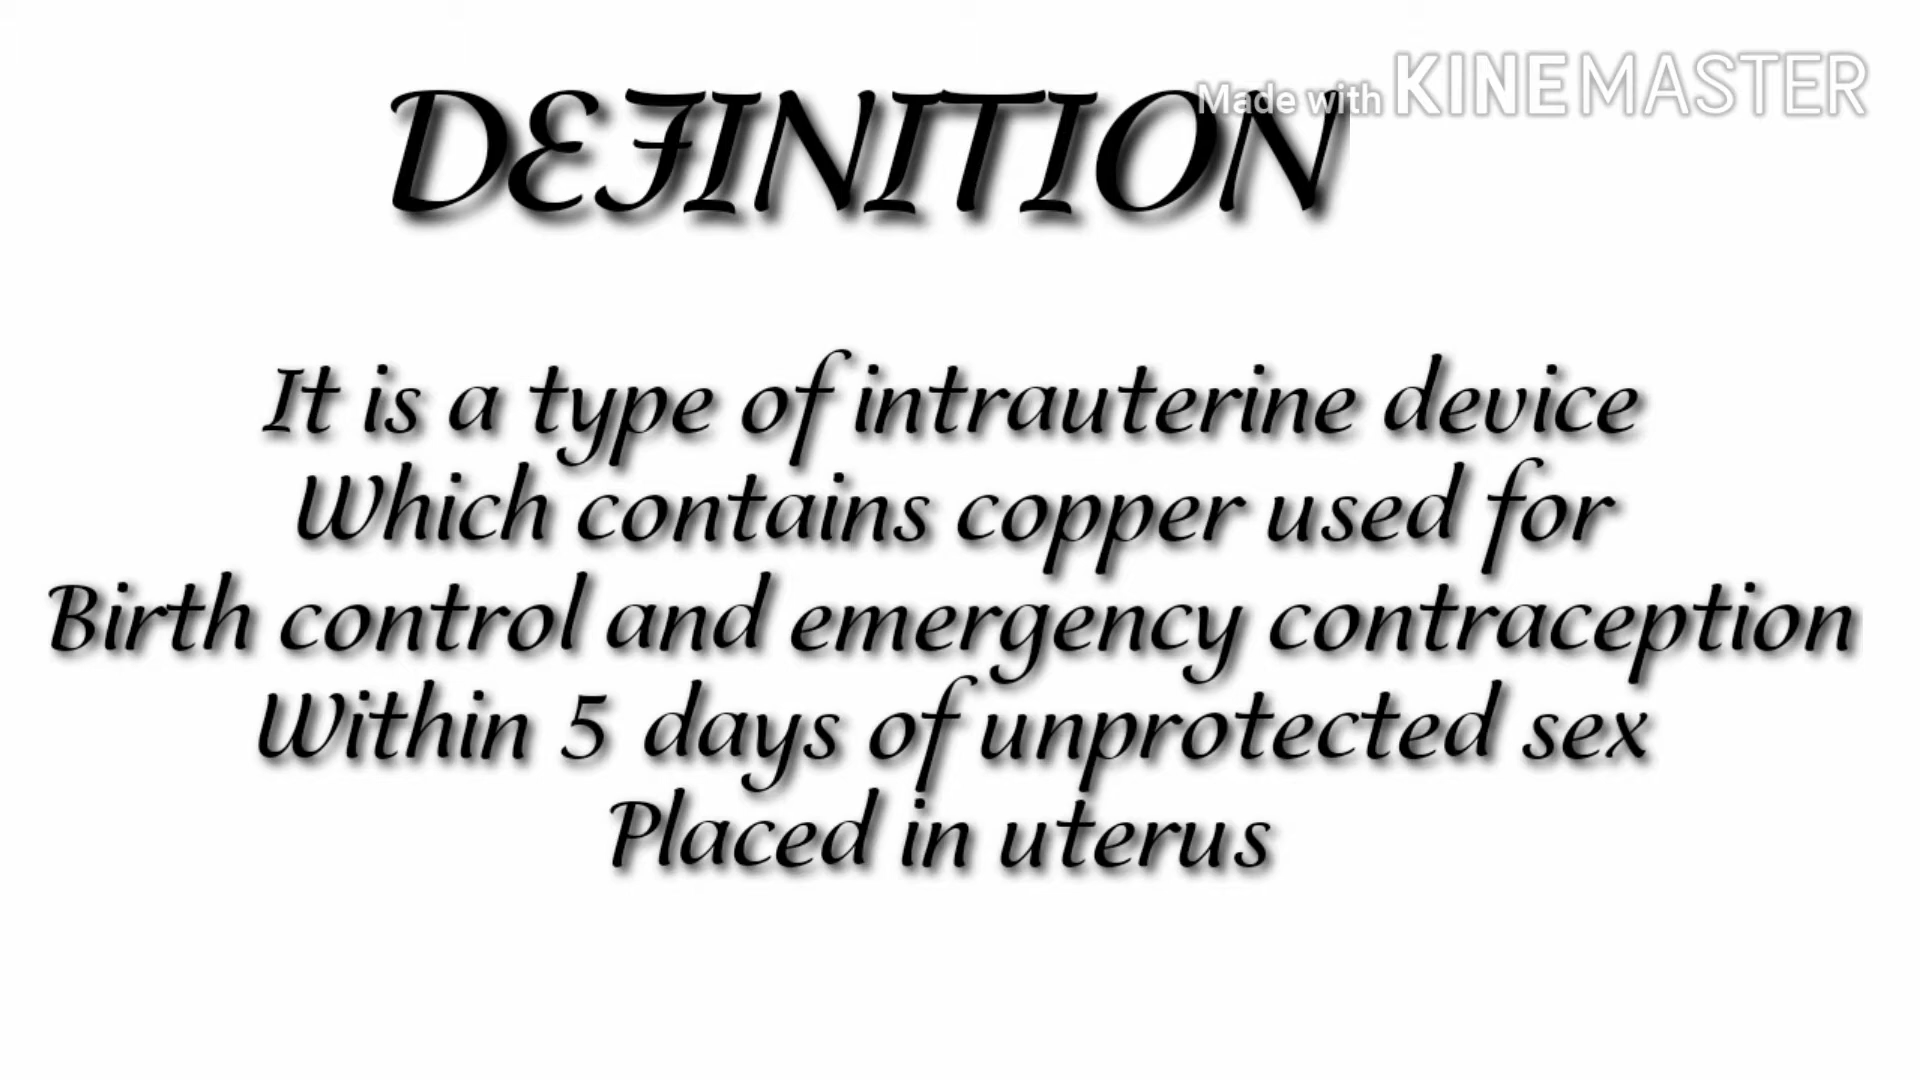 Made with KINEMASTER
DEFINITION
It is a type of intrauterine device
Which contains copper used for
Birth control and emergency contraception
Within 5 days of unprotected sex
Placed in uterus